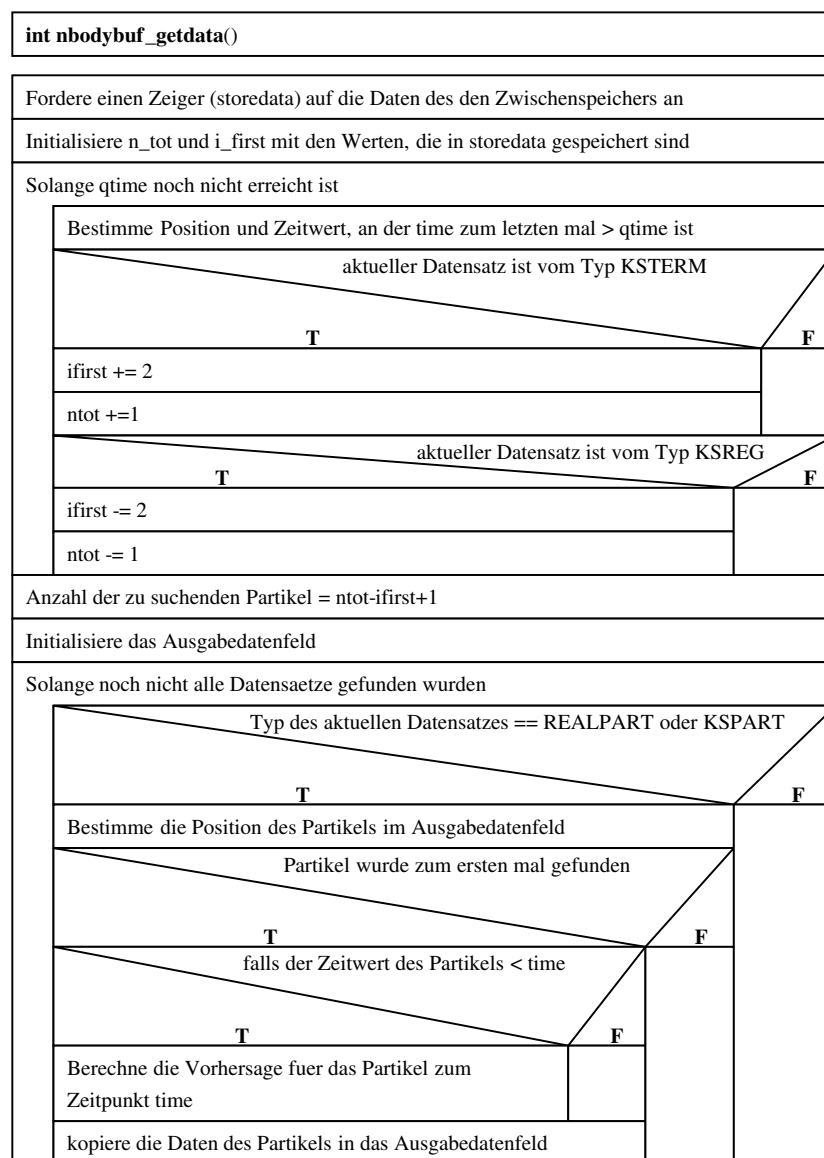 int nbodybuf_getdata()
Fordere einen Zeiger (storedata) auf die Daten des den Zwischenspeichers an
Initialisiere n_tot und i_first mit den Werten, die in storedata gespeichert sind
Solange qtime noch nicht erreicht ist
Bestimme Position und Zeitwert, an der time zum letzten mal > qtime ist
aktueller Datensatz ist vom Typ KSTERM
T F
ifirst += 2
ntot +=1
aktueller Datensatz ist vom Typ KSREG
T F
ifirst -= 2
ntot -= 1
Anzahl der zu suchenden Partikel = ntot-ifirst+1
Initialisiere das Ausgabedatenfeld
Solange noch nicht alle Datensaetze gefunden wurden
Typ des aktuellen Datensatzes == REALPART oder KSPART
T F
Bestimme die Position des Partikels im Ausgabedatenfeld
Partikel wurde zum ersten mal gefunden
T F
falls der Zeitwert des Partikels < time
T F
Berechne die Vorhersage fuer das Partikel zum
Zeitpunkt time
kopiere die Daten des Partikels in das Ausgabedatenfeld